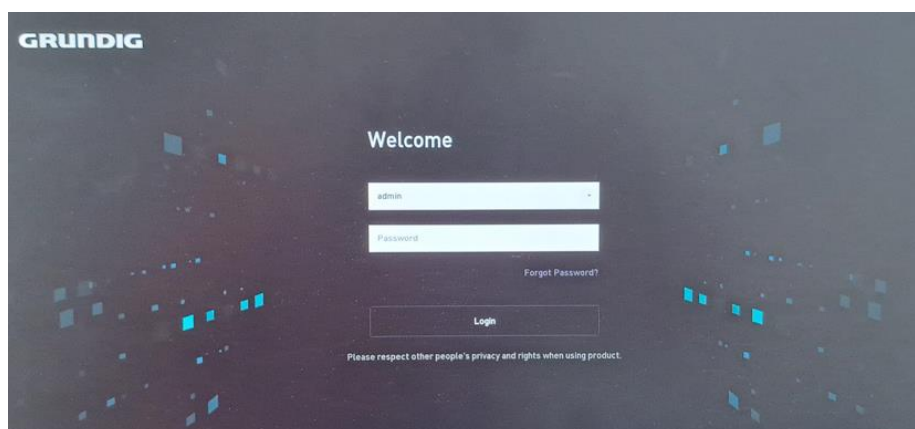 GRUNDIG
Welcome
admin
Password
Forgot Password?
Login
Please respect other people's privacy and rights when using product.